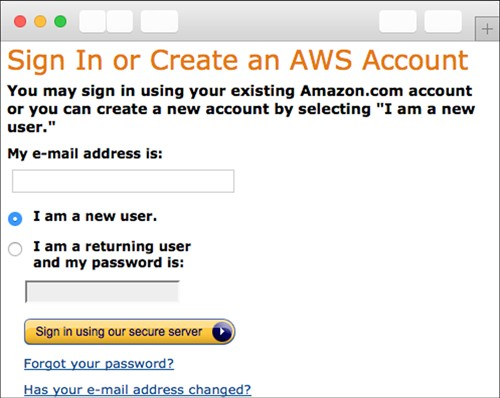 Sign In or Create an AWS Account
You may sign in using your existing Amazon.com account
or you can create a new account by selecting "I am a new
user."
My e-mail address is:
I am a new user.
I am a returning user
and my password is:
Sign in using our secure server
Forgot your password?
Has your e-mail address changed?